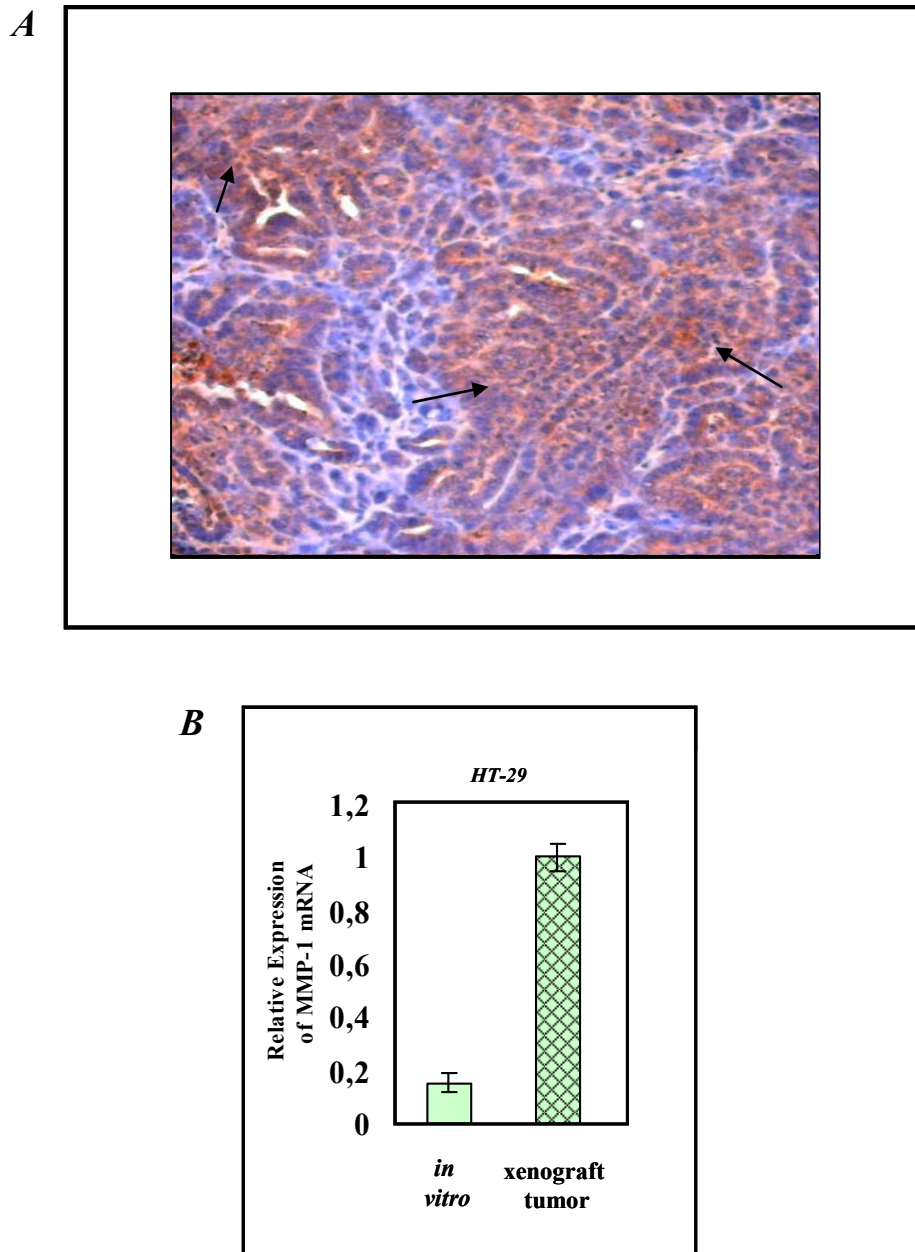 A
B
HT-29
Relative Expression
of MMP-1 mRNA
1,2
1
0,8
0,6
0,4
0,2
0
in
vitro
xenograft
tumor